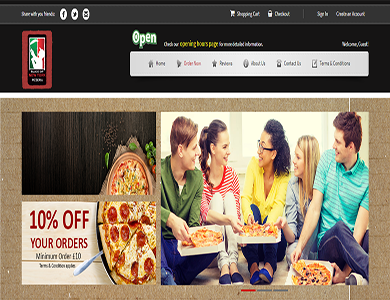 Share with you friends:
Shopping Cart
Checkout
Sign In
Create an Account
Open
Check our opening hours page for more detailed information.
Welcome, Guest!
Home
Order Now
Reviews
About Us
Contact Us
Terms & Conditions
10% OFF
YOUR ORDERS
Minimum Order £10
Terms & Condition applies